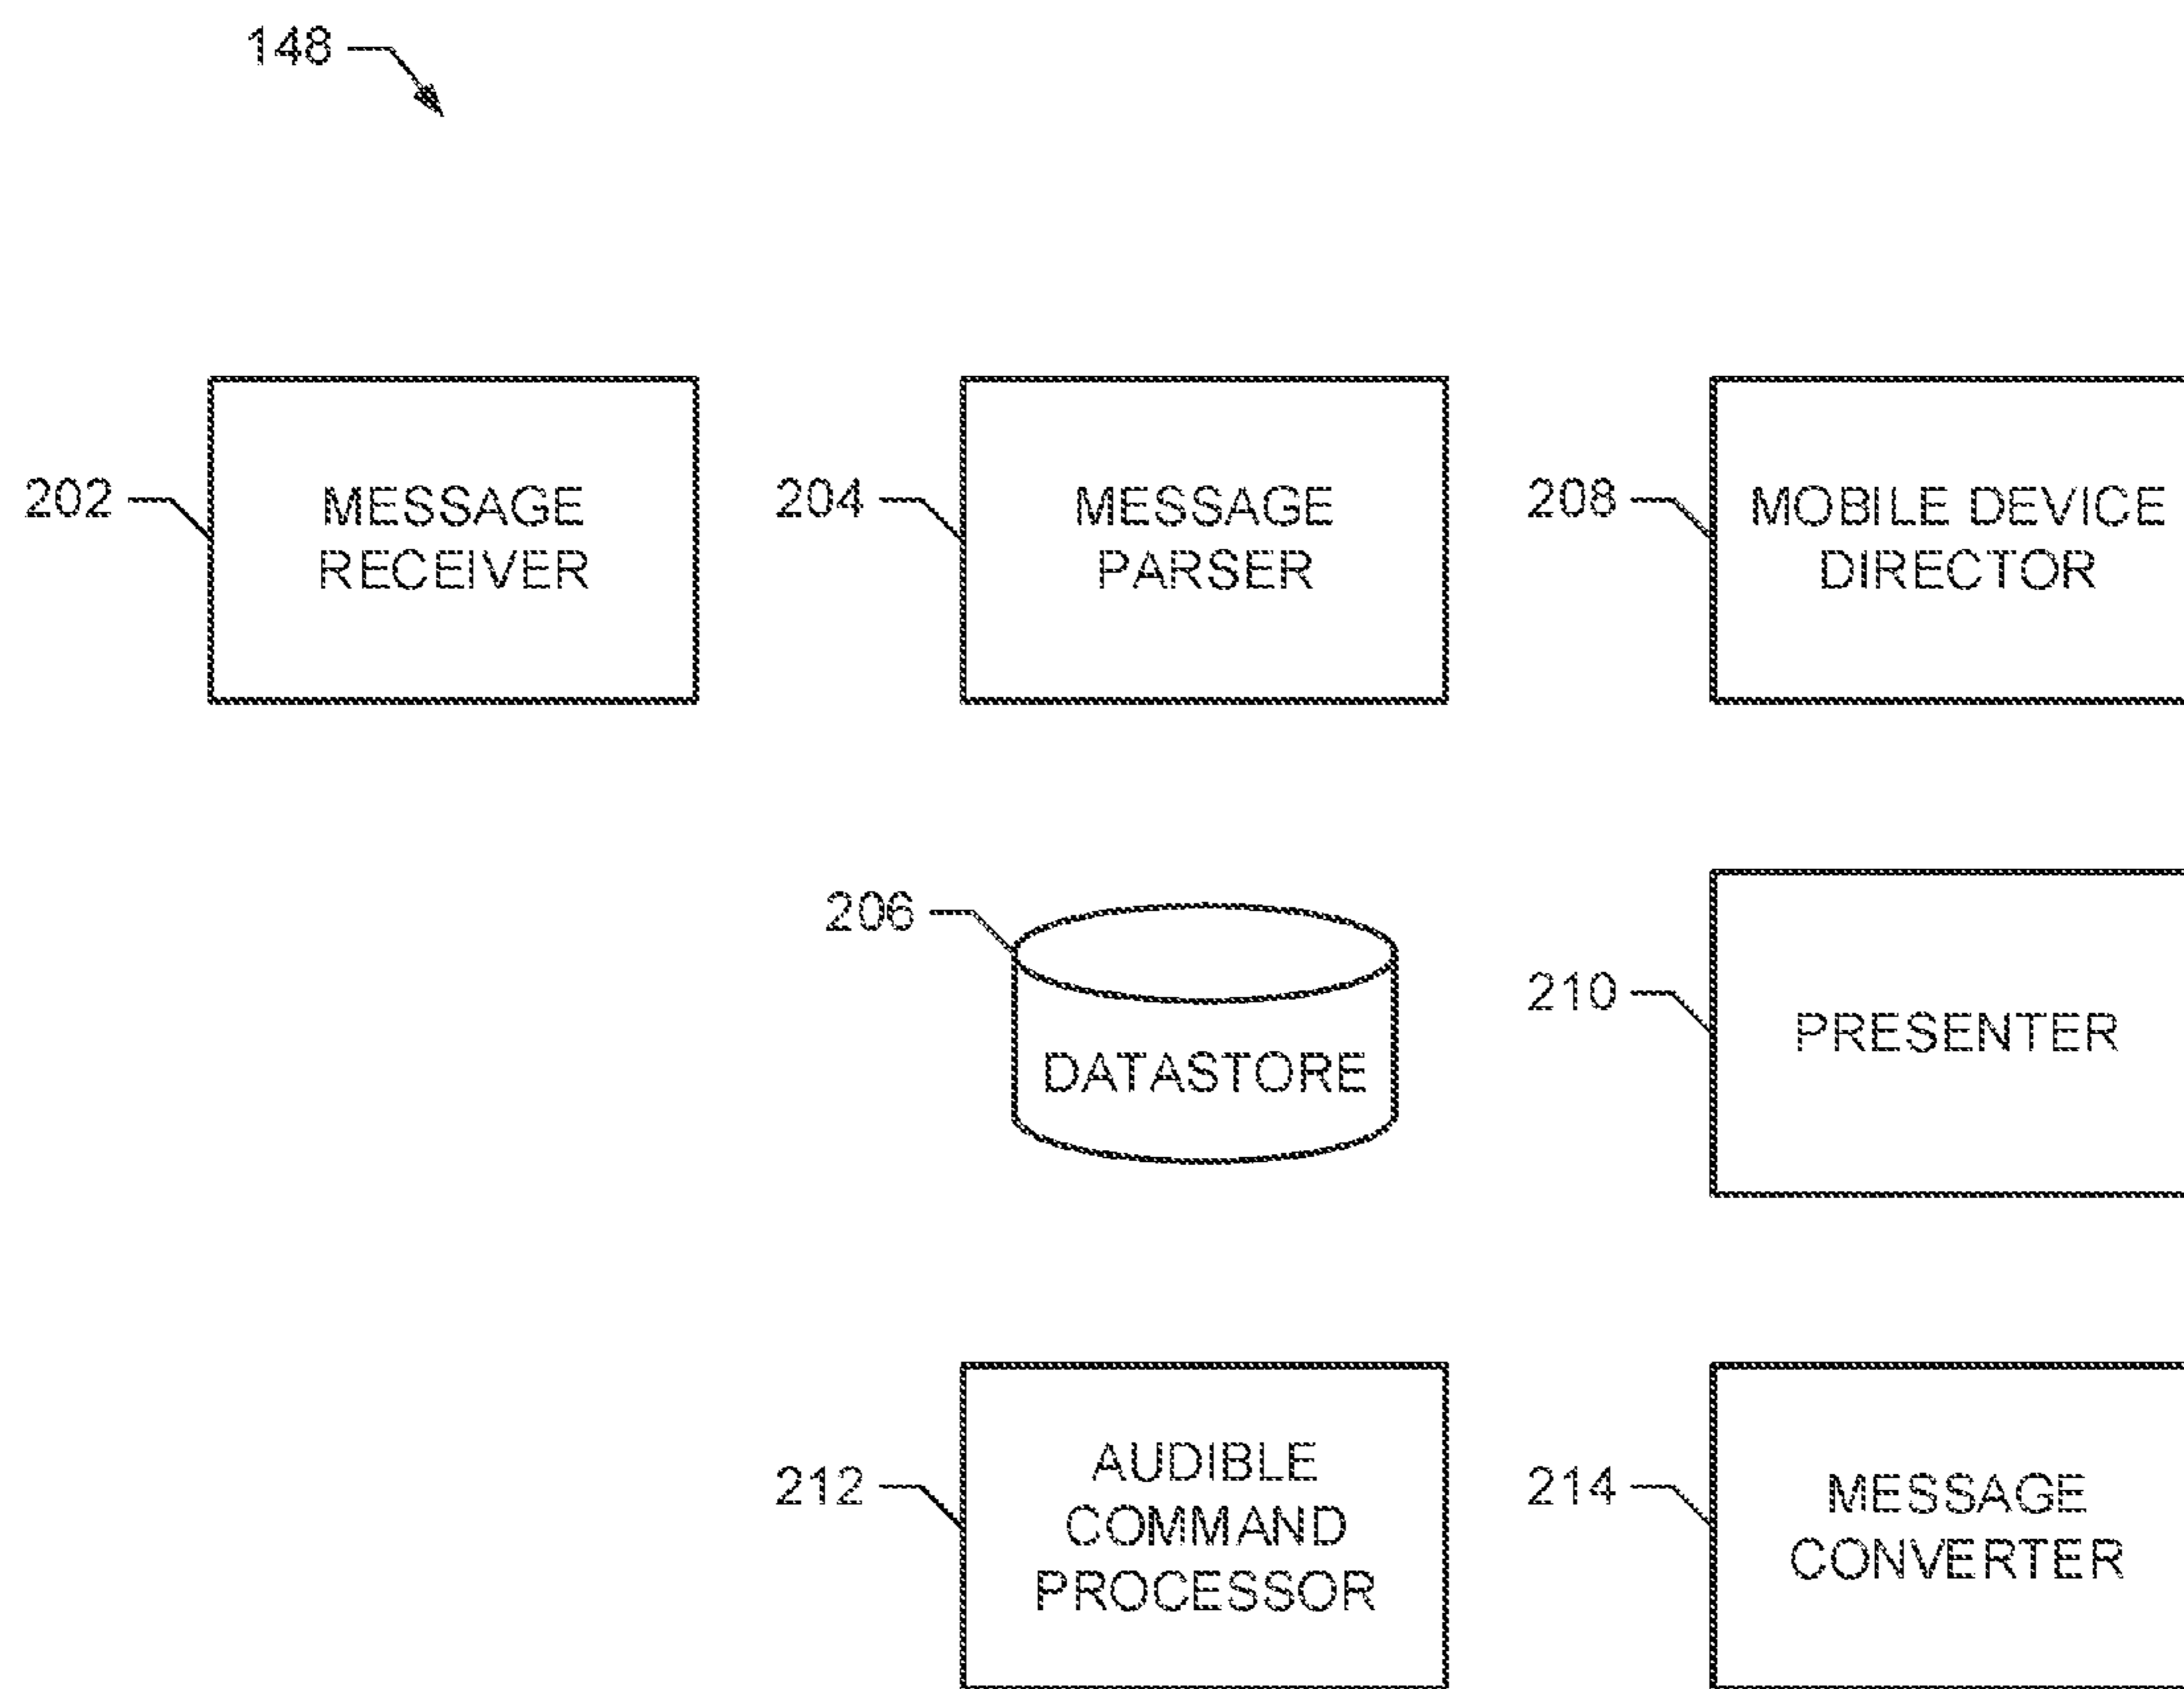 148
202
MESSAGE
RECEIVER
204
MESSAGE
PARSER
208
MOBILE DEVICE
DIRECTOR
206
DATASTORE
210
PRESENTER
212
AUDIBLE
COMMAND
PROCESSOR
214
MESSAGE
CONVERTER